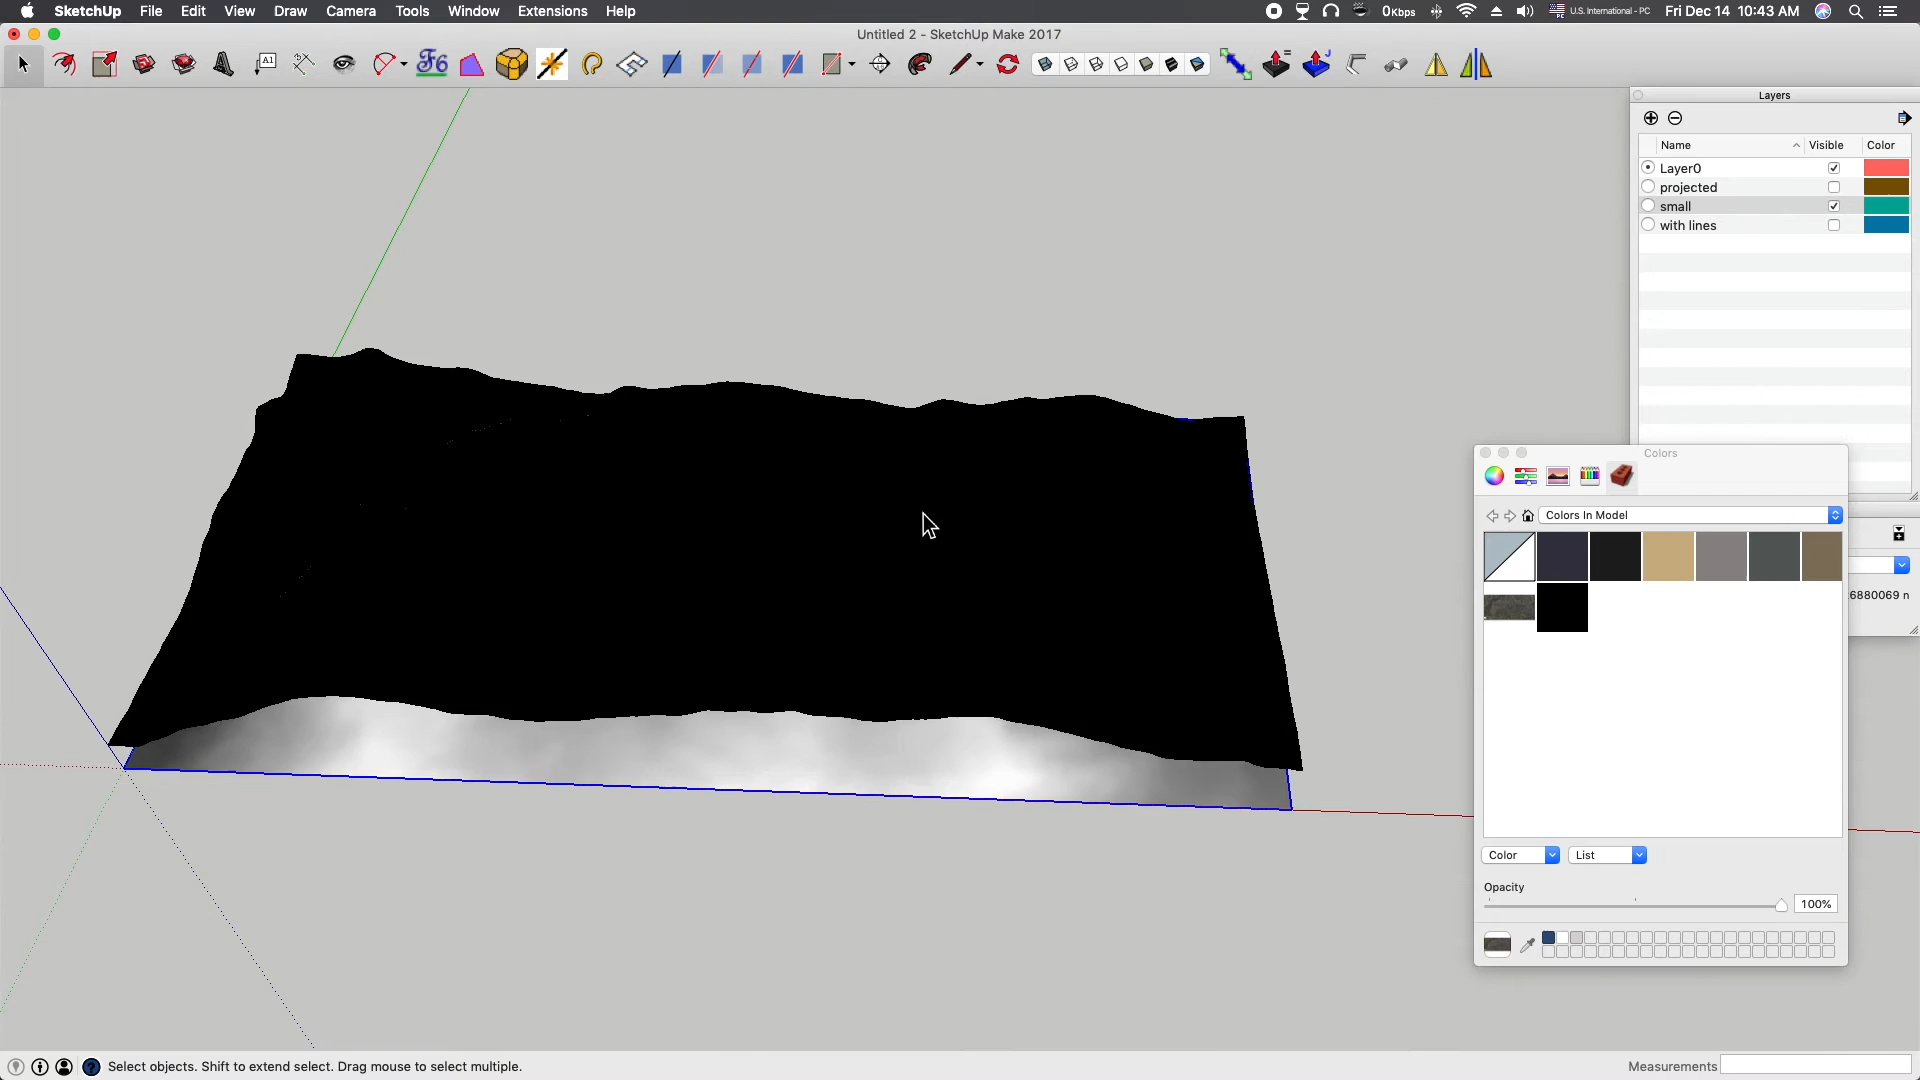 SketchUp File Edit View Draw Camera Tools Window Extensions Help 0Kbps U.S. International - PC Fri Dec 14 10:43 AM
Untitled 2 - SketchUp Make 2017
A1
F6
Layers
Name Visible Color
Layer0
projected
small
with lines
Colors
Colors In Model
6880069 n
Color List
Opacity
100%
Select objects. Shift to extend select. Drag mouse to select multiple. Measurements